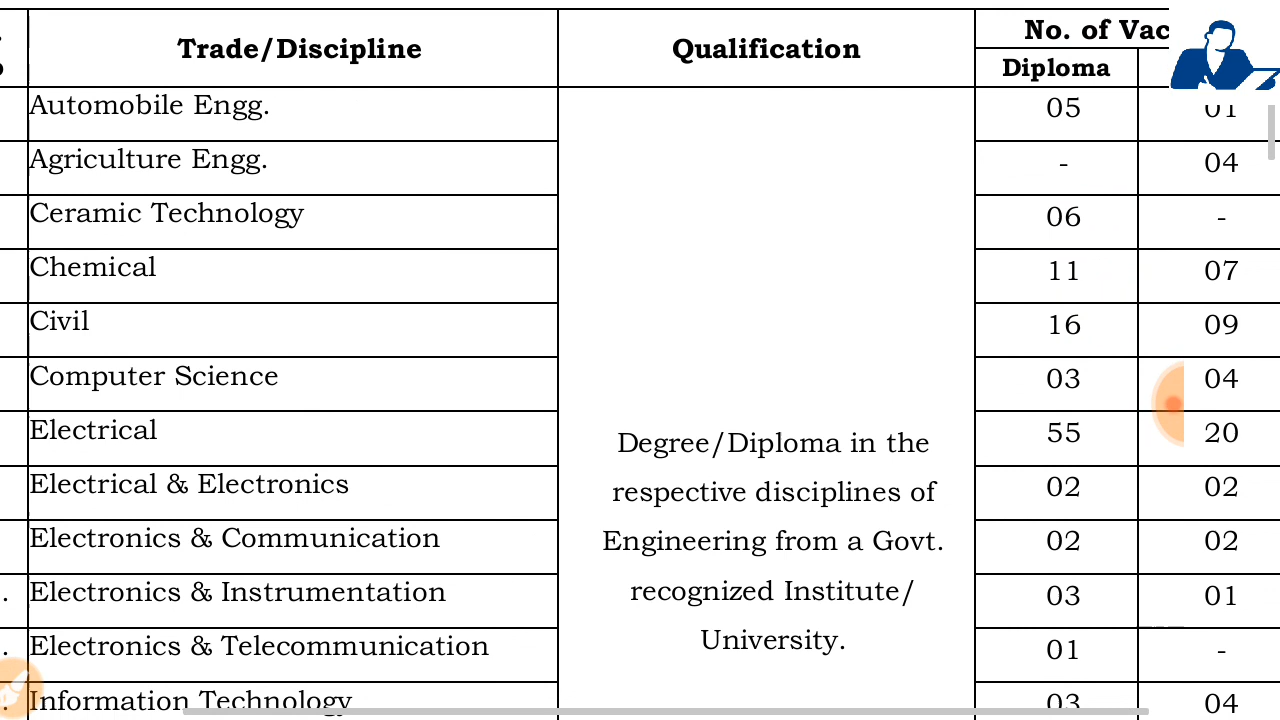 No. of Vac
Trade/Discipline Qualification
Diploma
Automobile Engg. 05 01
Agriculture Engg. - 04
Ceramic Technology 06 -
Chemical 11 07
Civil 16 09
Computer Science 03 04
Electrical 55 20
Degree/Diploma in the
Electrical & Electronics 02 02
respective disciplines of
Electronics & Communication 02 02
Engineering from a Govt.
Electronics & Instrumentation 03 01
recognized Institute/
Electronics & Telecommunication 01 -
University.
Information Technology 03 04